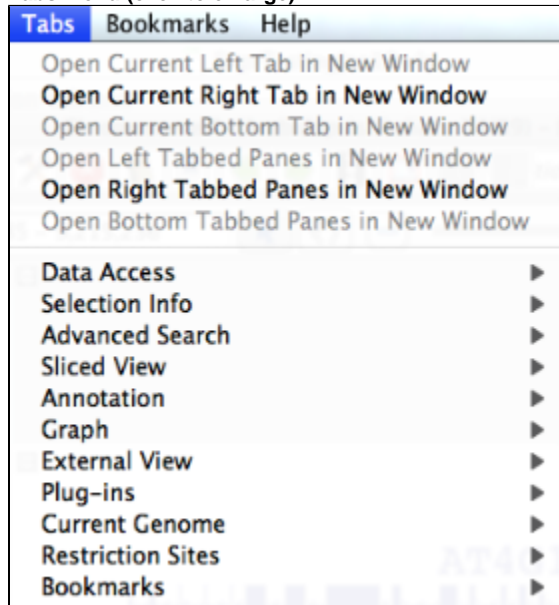 Tabs Bookmarks Help
Open Current Left Tab in New Window
Open Current Right Tab in New Window
Open Current Bottom Tab in New Window
Open Left Tabbed Panes in New Window
Open Right Tabbed Panes in New Window
Open Bottom Tabbed Panes in New Window
Data Access
Selection Info
Advanced Search
Sliced View
Annotation
Graph
External View
Plug-ins
Current Genome
Restriction Sites
Bookmarks